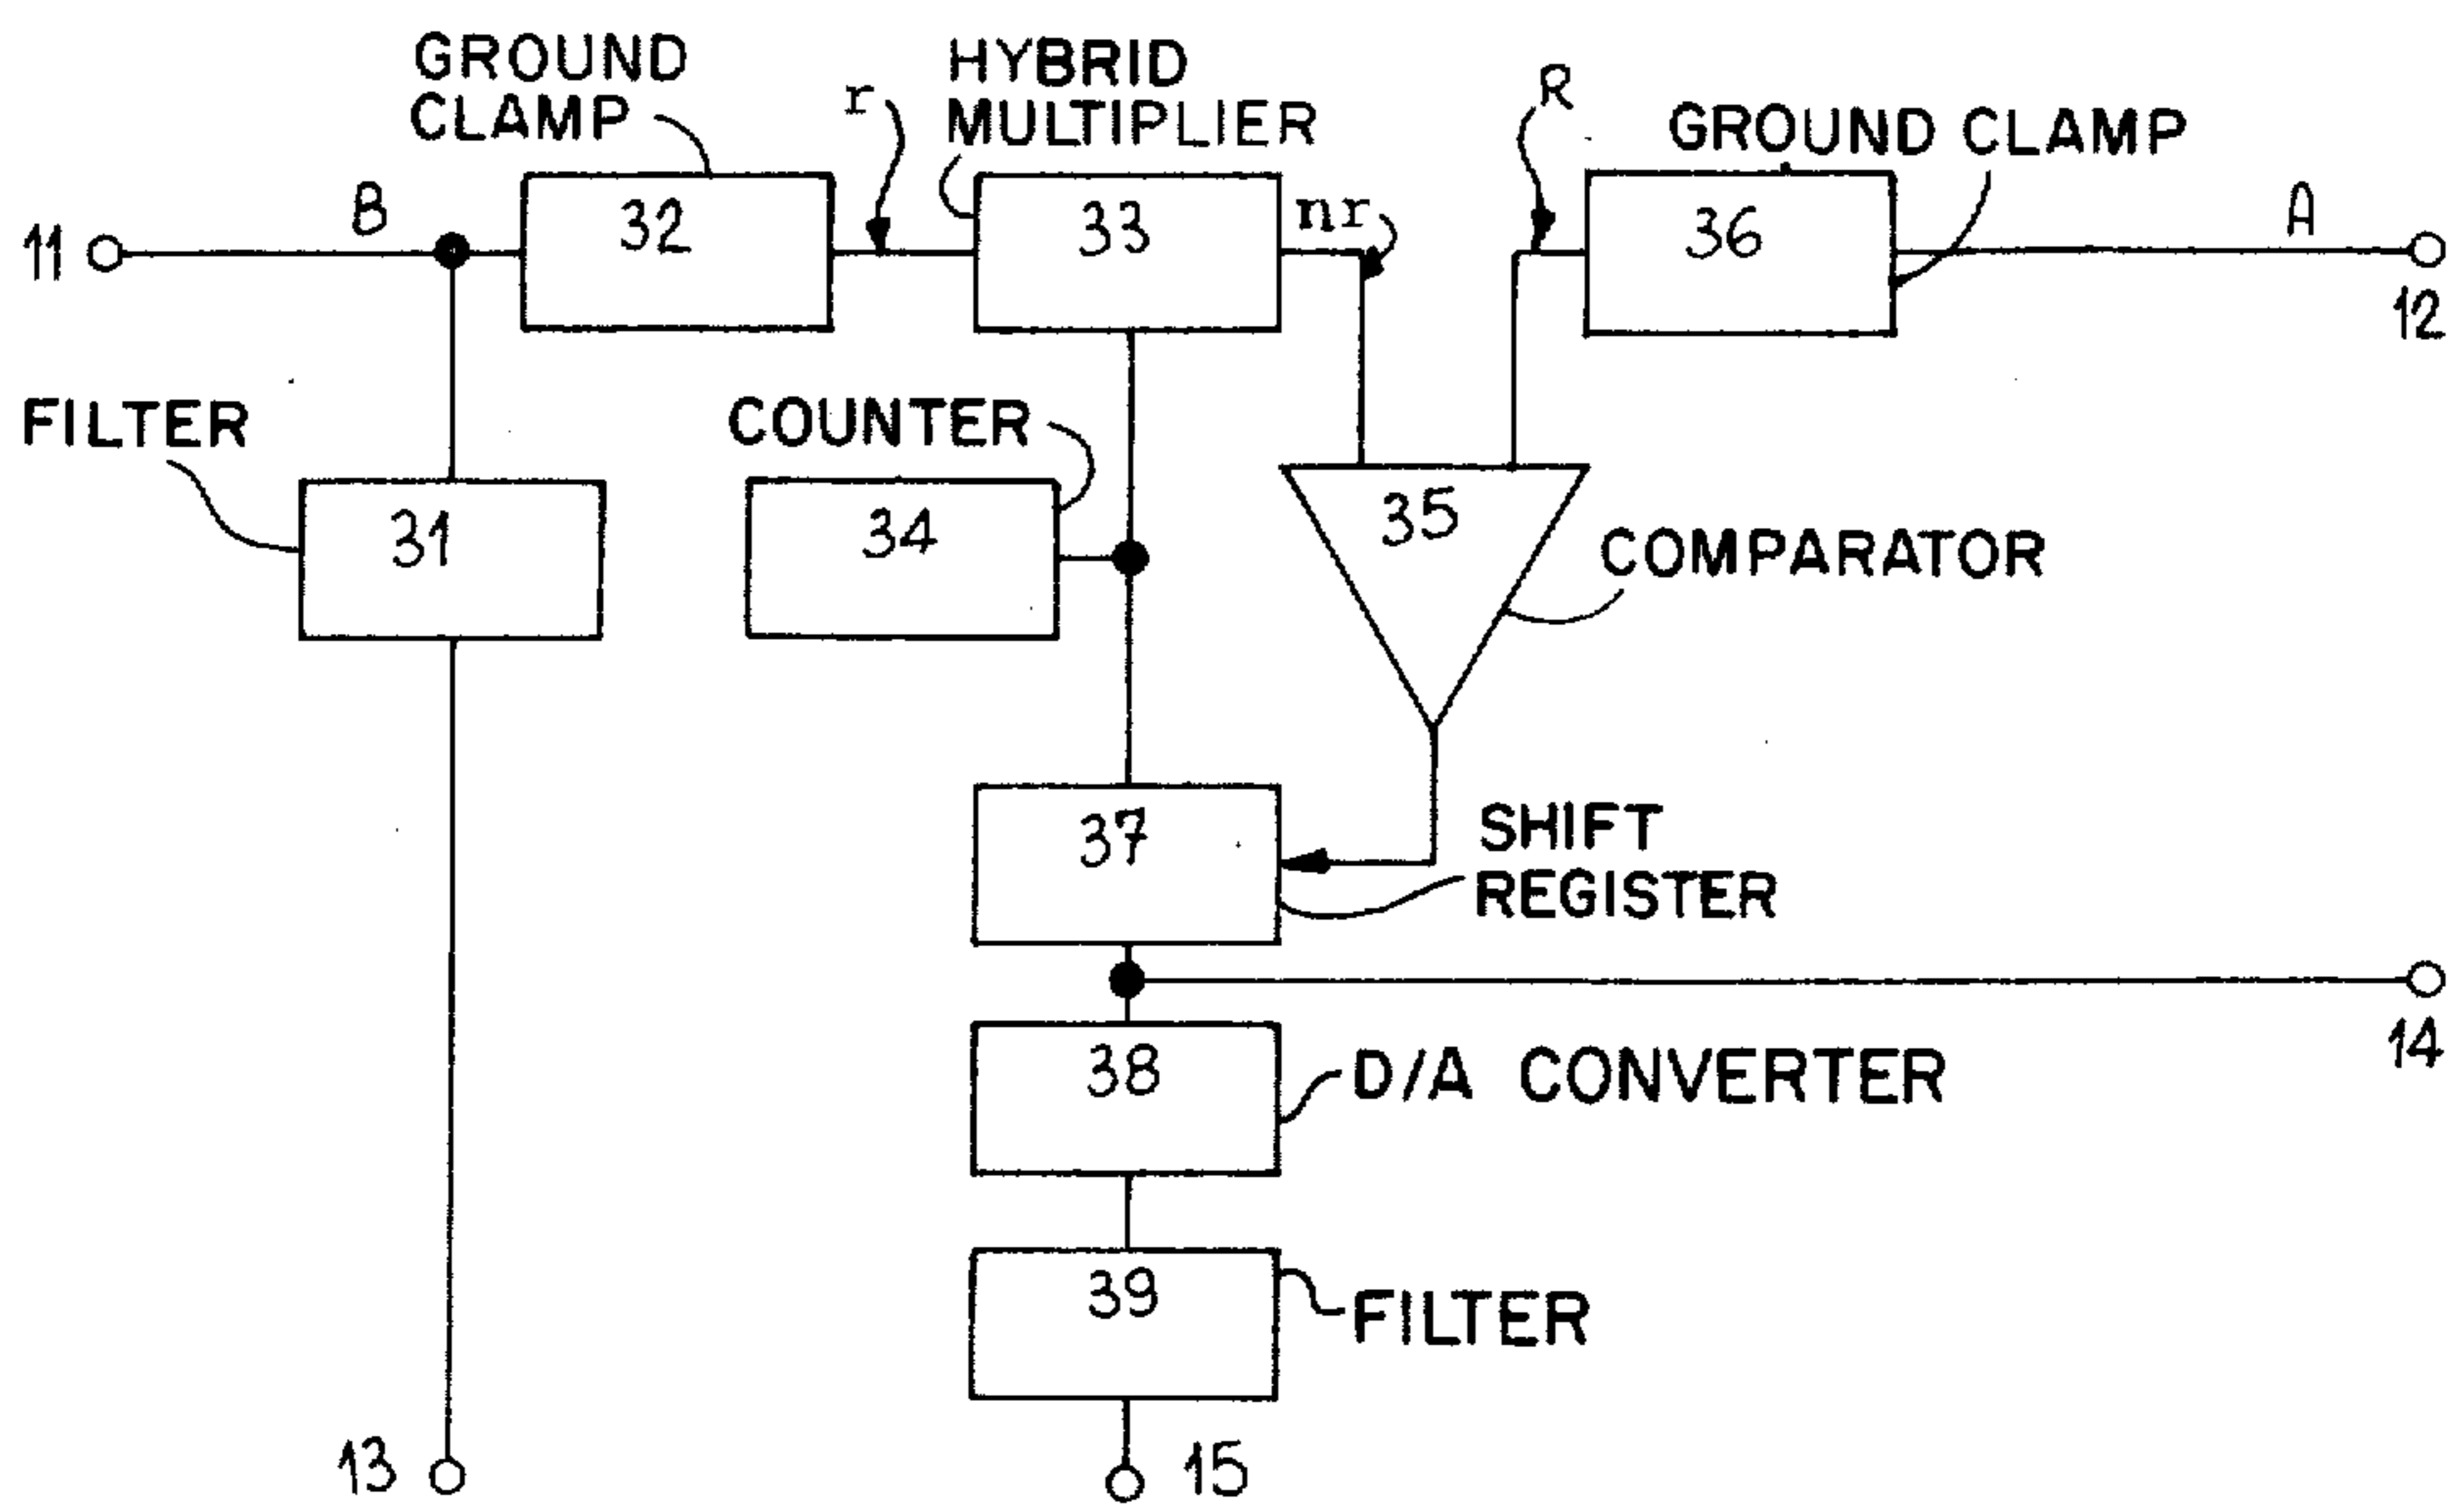 GROUND
CLAMP
r
HYBRID
MULTIPLIER
R
GROUND CLAMP
11
B
32
33
nr
36
A
12
FILTER
31
COUNTER
34
35
COMPARATOR
37
SHIFT
REGISTER
14
38
D/A CONVERTER
39
FILTER
13
15